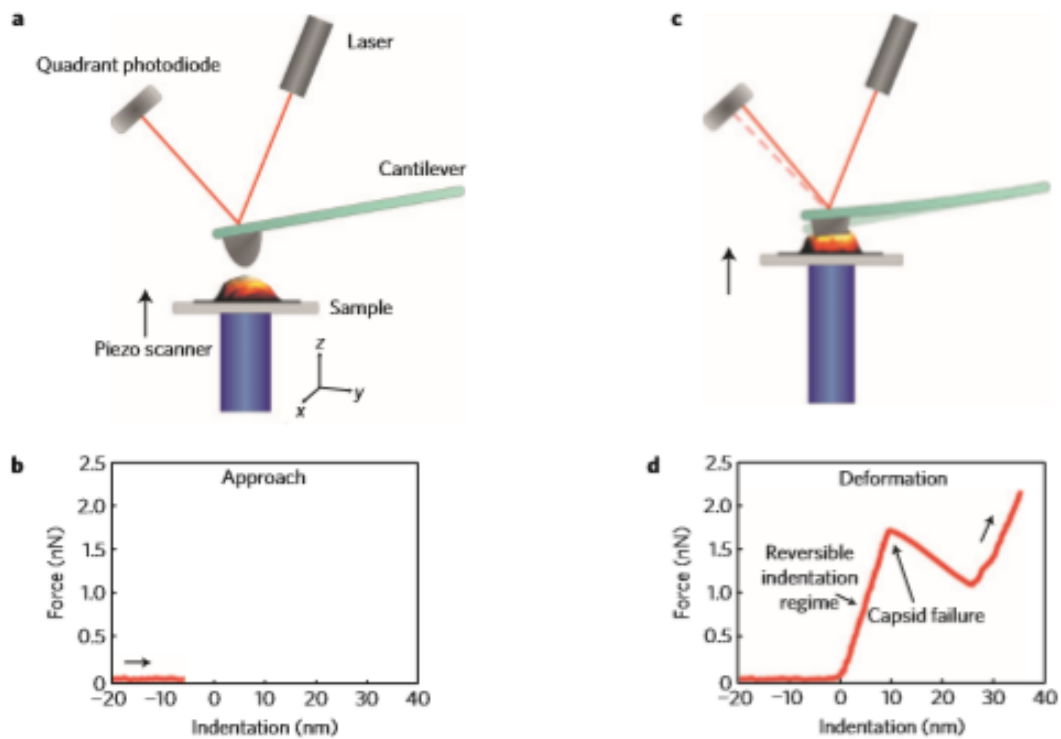 a
Laser
Quadrant photodiode
Cantilever
Sample
Piezo scanner
z
y
x
c
b
2.5
Approach
2.0
1.5
1.0
0.5
0
Force (nN)
−20 −10 0 10 20 30 40
Indentation (nm)
d
2.5
Deformation
2.0
1.5
Reversible
indentation
regime
Capsid failure
1.0
0.5
0
Force (nN)
−20 −10 0 10 20 30 40
Indentation (nm)